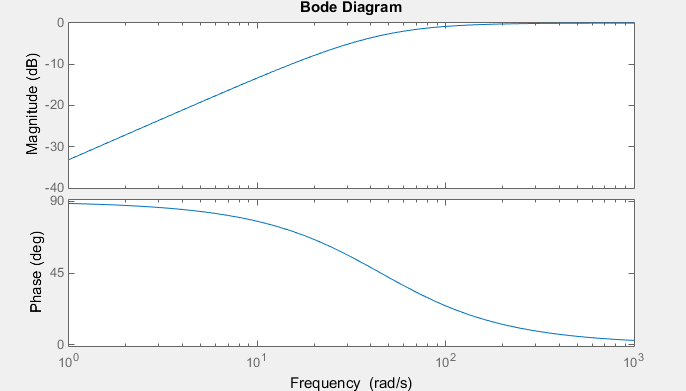 Bode Diagram
Magnitude (dB)
0
-10
-20
-30
-40
Phase (deg)
90
45
0
10^0 10^1 10^2 10^3
Frequency (rad/s)